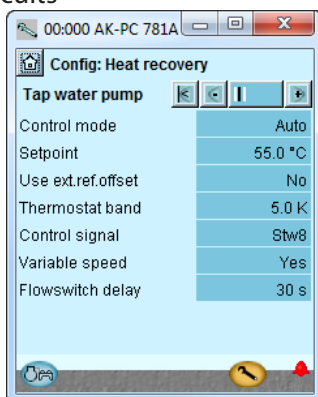 00:000 AK-PC 781A
Config: Heat recovery
Tap water pump
Control mode Auto
Setpoint 55.0 °C
Use ext.ref.offset No
Thermostat band 5.0 K
Control signal Stw8
Variable speed Yes
Flowswitch delay 30 s